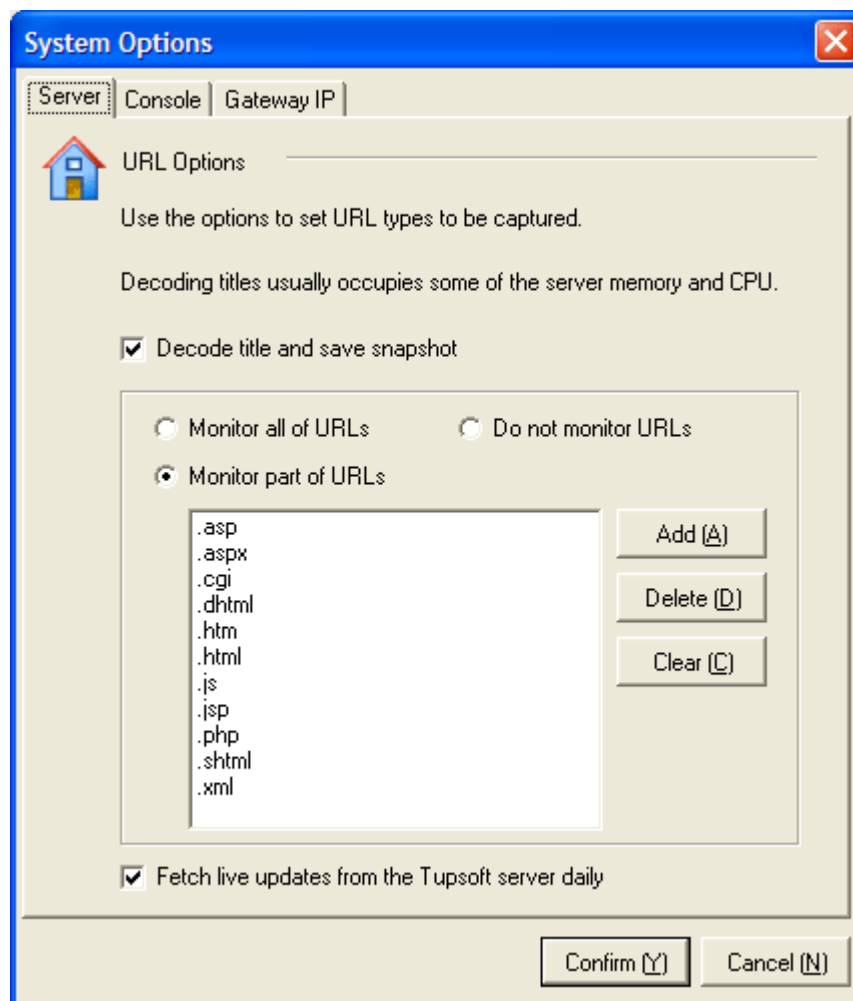 System Options
Server Console Gateway IP
URL Options
Use the options to set URL types to be captured.
Decoding titles usually occupies some of the server memory and CPU.
Decode title and save snapshot
Monitor all of URLs Do not monitor URLs
Monitor part of URLs
.asp
.aspx
.cgi
.dhtml
.htm
.html
.js
.jsp
.php
.shtml
.xml
Add (A)
Delete (D)
Clear (C)
Fetch live updates from the Tupsoft server daily
Confirm (Y) Cancel (N)